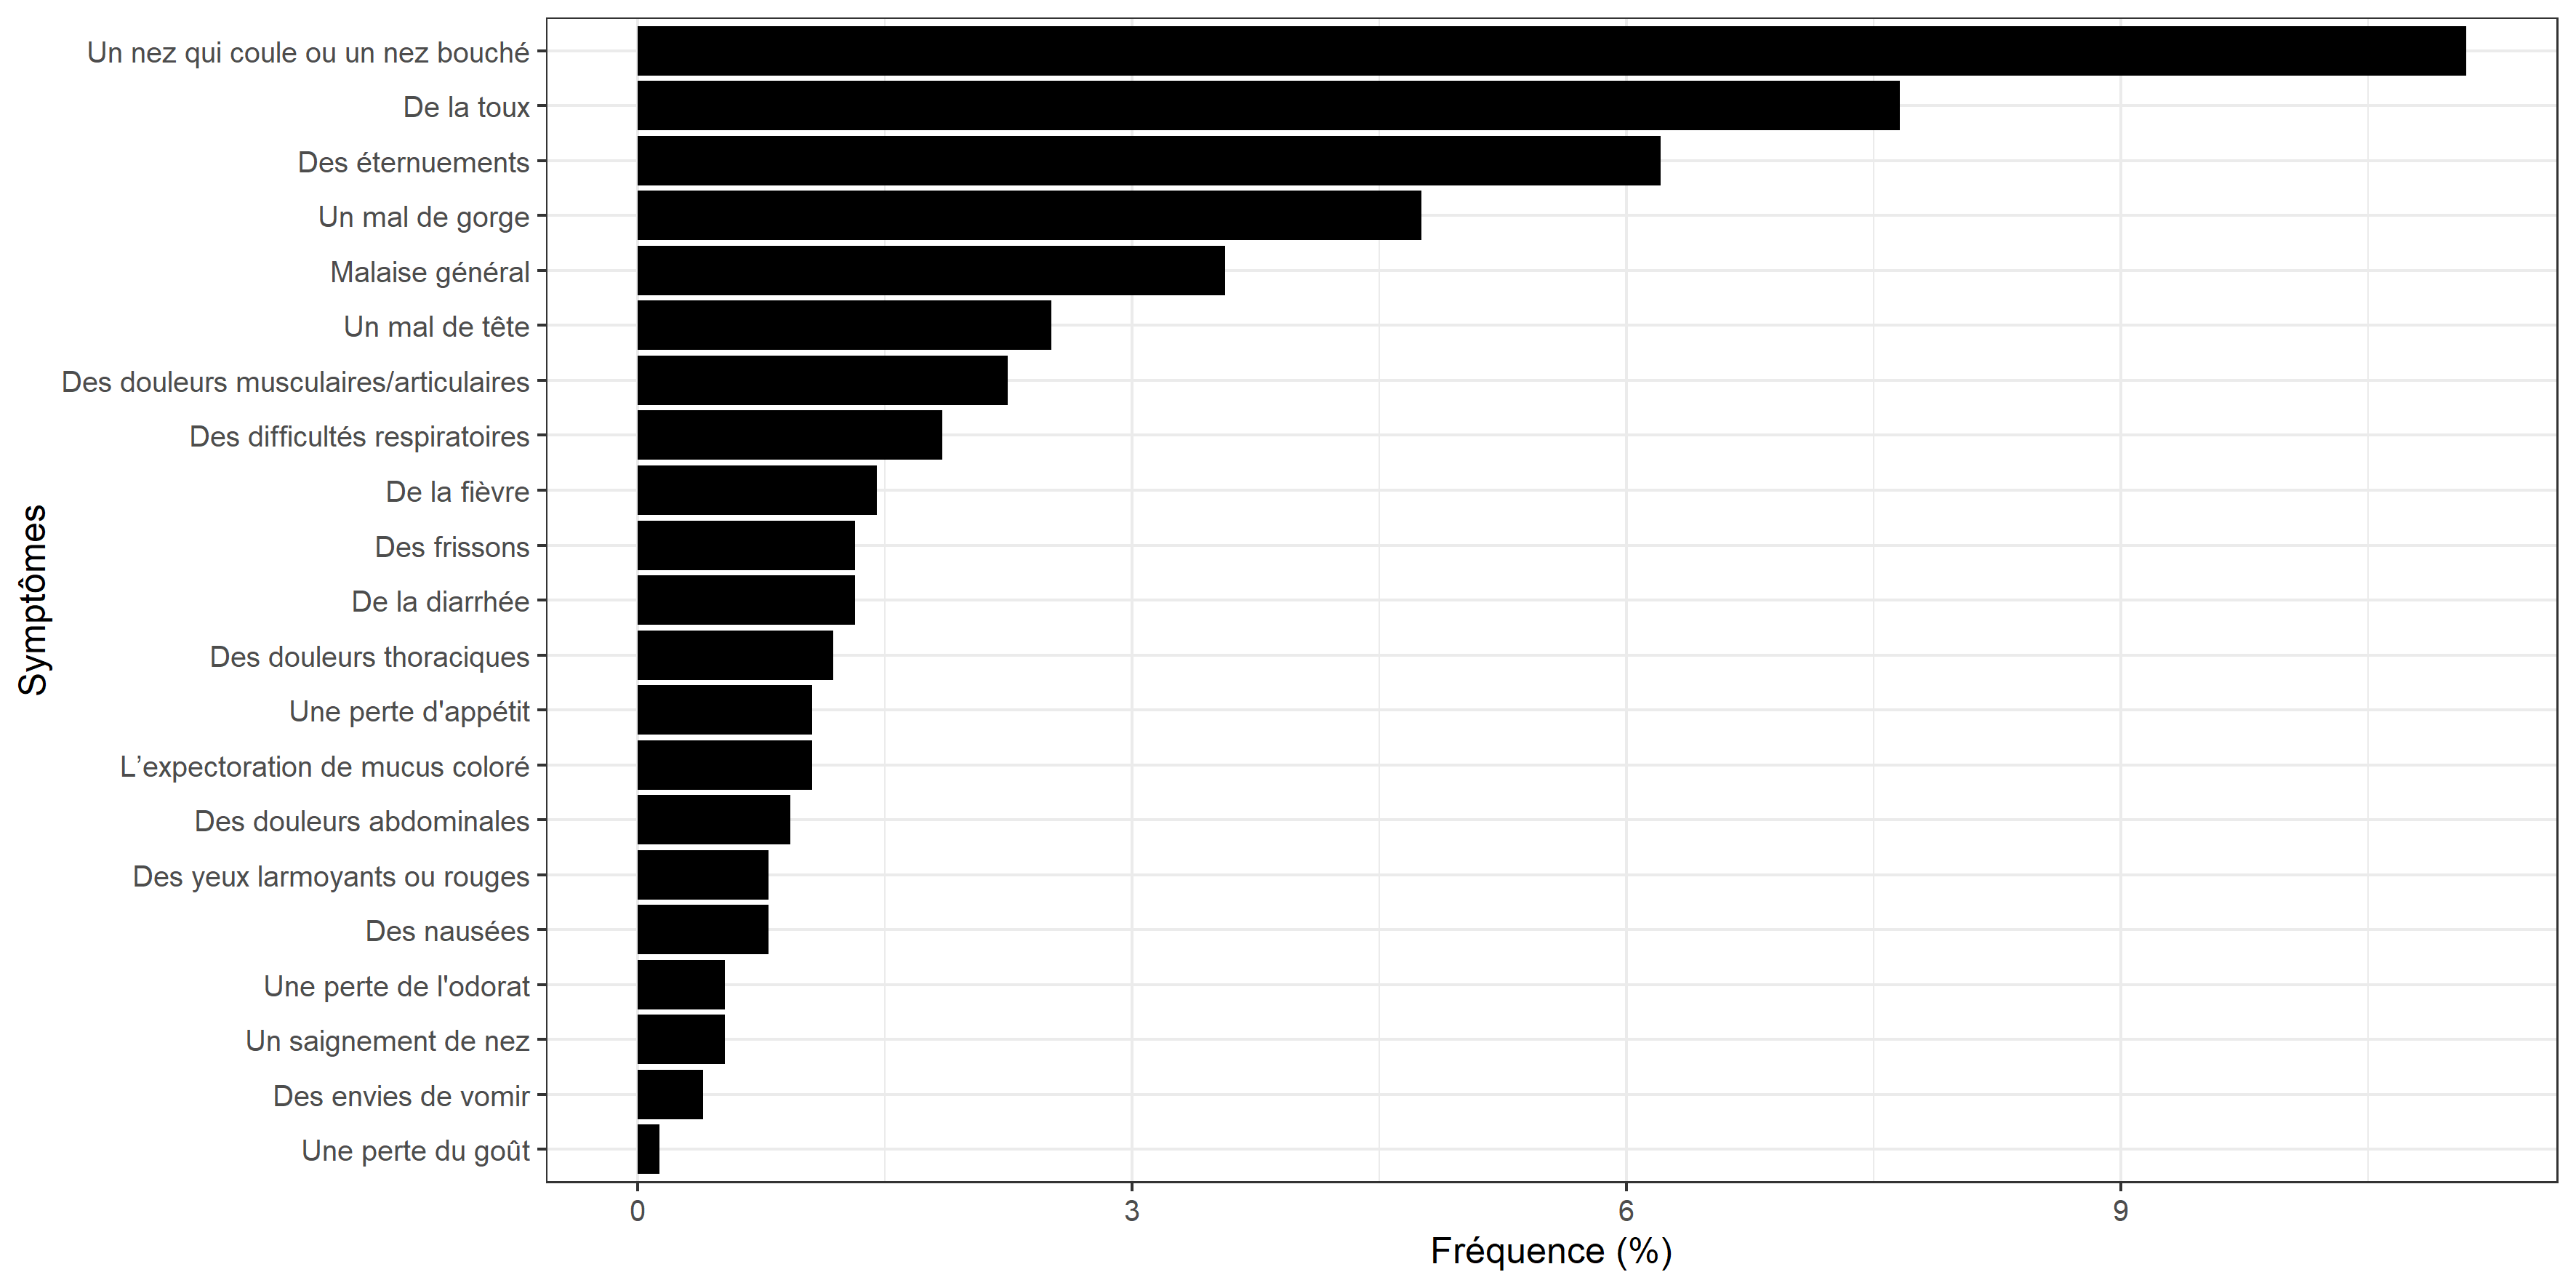 Symptômes
Un nez qui coule ou un nez bouché
De la toux
Des éternuements
Un mal de gorge
Malaise général
Un mal de tête
Des douleurs musculaires/articulaires
Des difficultés respiratoires
De la fièvre
Des frissons
De la diarrhée
Des douleurs thoraciques
Une perte d'appétit
L’expectoration de mucus coloré
Des douleurs abdominales
Des yeux larmoyants ou rouges
Des nausées
Une perte de l'odorat
Un saignement de nez
Des envies de vomir
Une perte du goût
0 3 6 9
Fréquence (%)